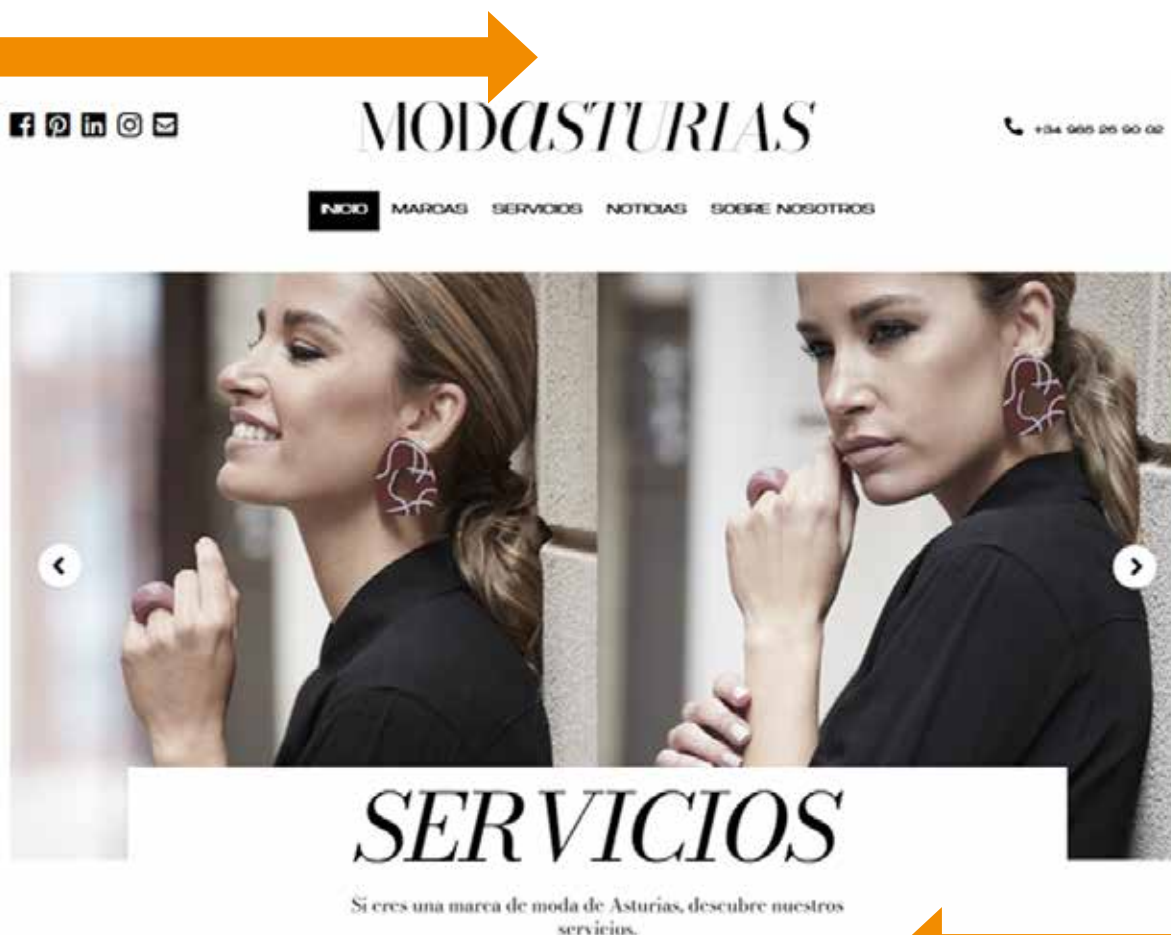 MODaSTURIAS
+34 985 26 90 02
INICIO MARCAS SERVICIOS NOTICIAS SOBRE NOSOTROS
SERVICIOS
Si eres una marca de moda de Asturias, descubre nuestros
servicios.